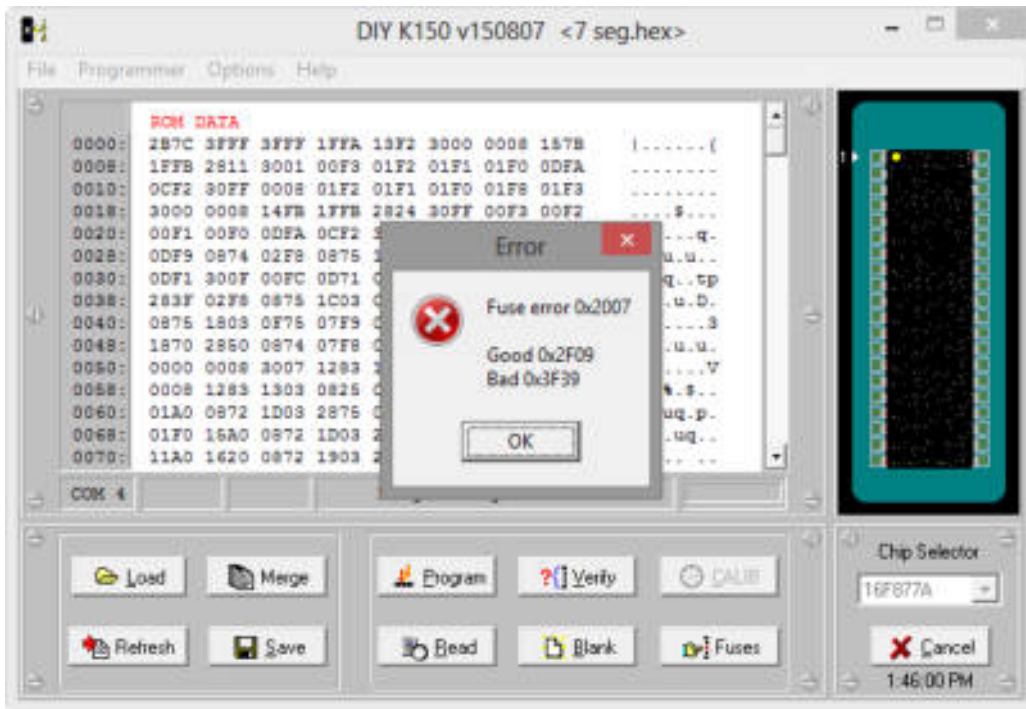 DIY K150 v150807 <7 seg.hex>
File Programmer Options Help
ROM DATA
0000: 2B7C 3FFF 3FFF 1FFA 13F2 3000 0008 157B |......{
0008: 1FFB 2811 3001 00F3 01F2 01F1 01F0 0DFA ........
0010: 0CF2 30FF 0008 01F2 01F1 01F0 01F8 01F3
0018: 3000 0008 14FB 1FFB 2824 30FF 00F3 00F2 ....$...
0020: 00F1 00F0 0DFA 0CF2 ...q.
0028: 0DF9 0874 02F8 0875 u.u..
0030: 0DF1 300F 00FC 0D71 q..tp
0038: 283F 02F8 0875 1C03 .u.D.
0040: 0875 1803 0F75 07F9 ....3
0048: 1870 2850 0874 07F8 .u.u.
0050: 0000 0008 3007 1283 ....V
0058: 0008 1283 1303 0825 %.$..
0060: 01A0 0872 1D03 2875 uq.p.
0068: 01F0 15A0 0872 1D03 .uq..
0070: 11A0 1620 0872 1903
Error
Fuse error 0x2007
Good 0x2F09
Bad 0x3F39
OK
COM 4
1
Load
Merge
Program
Verify
CALIB
Refresh
Save
Read
Blank
Fuses
Chip Selector
16F877A
Cancel
1:46:00 PM